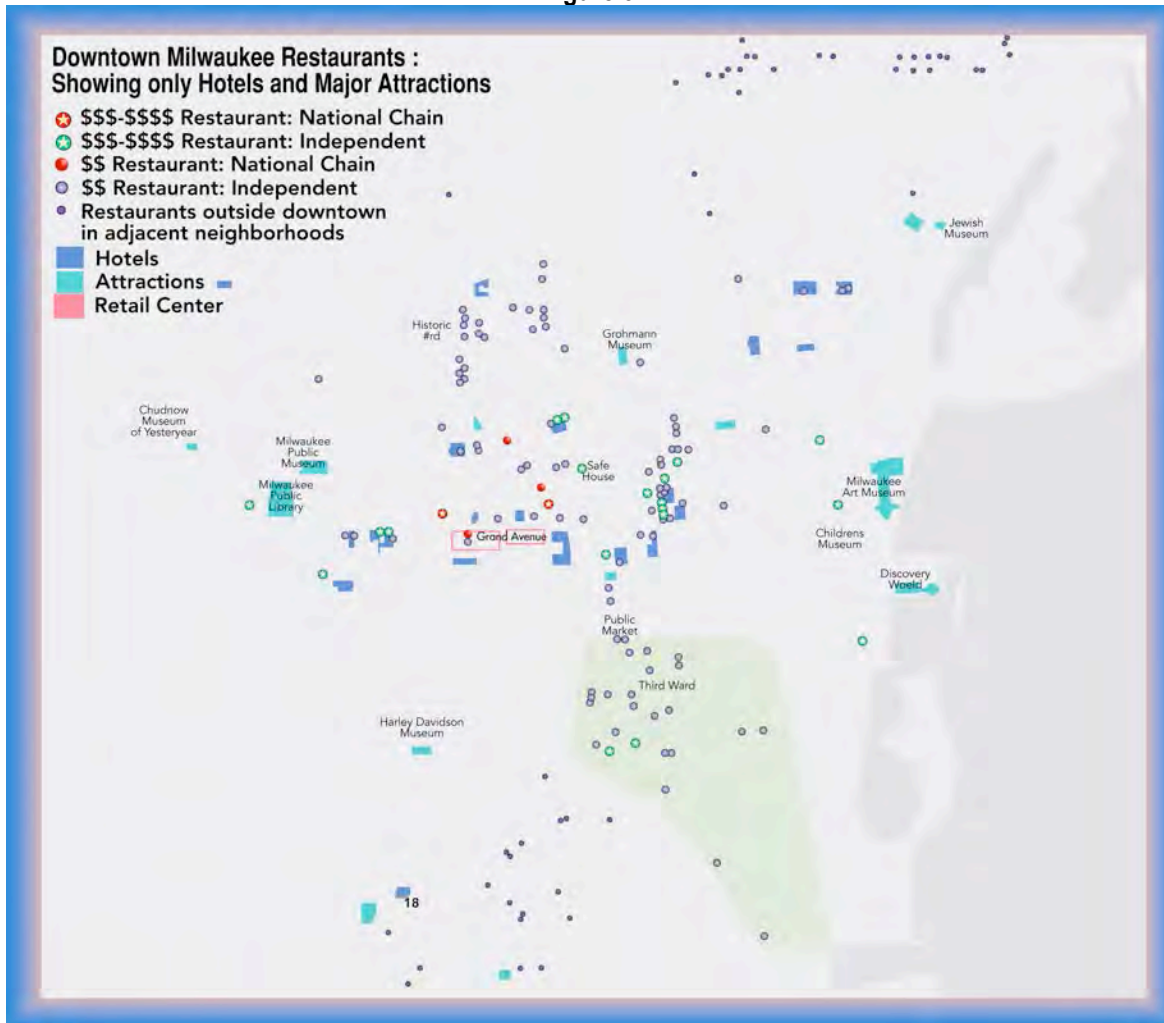 Downtown Milwaukee Restaurants :
Showing only Hotels and Major Attractions
$$$-$$$$ Restaurant: National Chain
$$$-$$$$ Restaurant: Independent
$$ Restaurant: National Chain
$$ Restaurant: Independent
Restaurants outside downtown
in adjacent neighborhoods
Hotels
Attractions
Retail Center
Jewish
Museum
Historic
#rd
Grohmann
Museum
Chudnow
Museum
of Yesteryear
Milwaukee
Public
Museum
Milwaukee
Public
Library
Safe
House
Milwaukee
Art Museum
Grand Avenue
Childrens
Museum
Discovery
Woeld
Public
Market
Third Ward
Harley Davidson
Museum
18